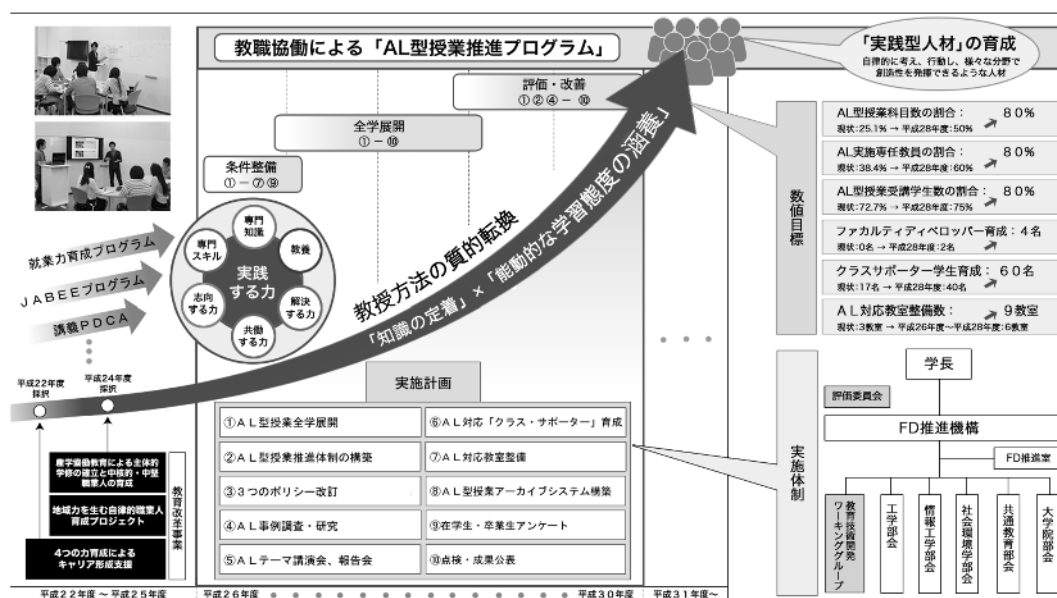 教職協働による「AL型授業推進プログラム」
「実践型人材」の育成
自律的に考え、行動し、様々な分野で
創造性を発揮できるような人材
評価・改善
①②④－⑩
全学展開
①－⑩
条件整備
①－⑦⑨
専門
知識
専門
スキル
教養
実践
する力
志向
する力
解決
する力
共働
する力
就業力育成プログラム
JABEEプログラム
講義PDCA
教授方法の質的転換
「知識の定着」×「能動的な学習態度の涵養」
平成22年度
採択
平成24年度
採択
産学協働教育による主体的
学修の確立と中核的・中堅
職業人の育成
地域力を生む自律的職業人
育成プロジェクト
4つの力育成による
キャリア形成支援
教育改革事業
実施計画
①AL型授業全学展開
②AL型授業推進体制の構築
③3つのポリシー改訂
④AL事例調査・研究
⑤ALテーマ講演会、報告会
⑥AL対応「クラス・サポーター」育成
⑦AL対応教室整備
⑧AL型授業アーカイブシステム構築
⑨在学生・卒業生アンケート
⑩点検・成果公表
数値目標
AL型授業科目数の割合： 80%
現状:25.1% → 平成28年度:50%
AL実施専任教員の割合： 80%
現状:38.4% → 平成28年度:60%
AL型授業受講学生数の割合： 80%
現状:72.7% → 平成28年度:75%
ファカルティディベロッパー育成：4名
現状:0名 → 平成28年度:2名
クラスサポーター学生育成： 60名
現状:17名 → 平成28年度:40名
AL対応教室整備数： 9教室
現状:3教室 → 平成26年度〜平成28年度:6教室
実施体制
学長
評価委員会
FD推進機構
FD推進室
教育技術開発
ワーキンググループ
工学部会
情報工学部会
社会環境学部会
共通教育部会
大学院部会
平成22年度 〜 平成25年度
平成26年度
平成30年度
平成31年度〜